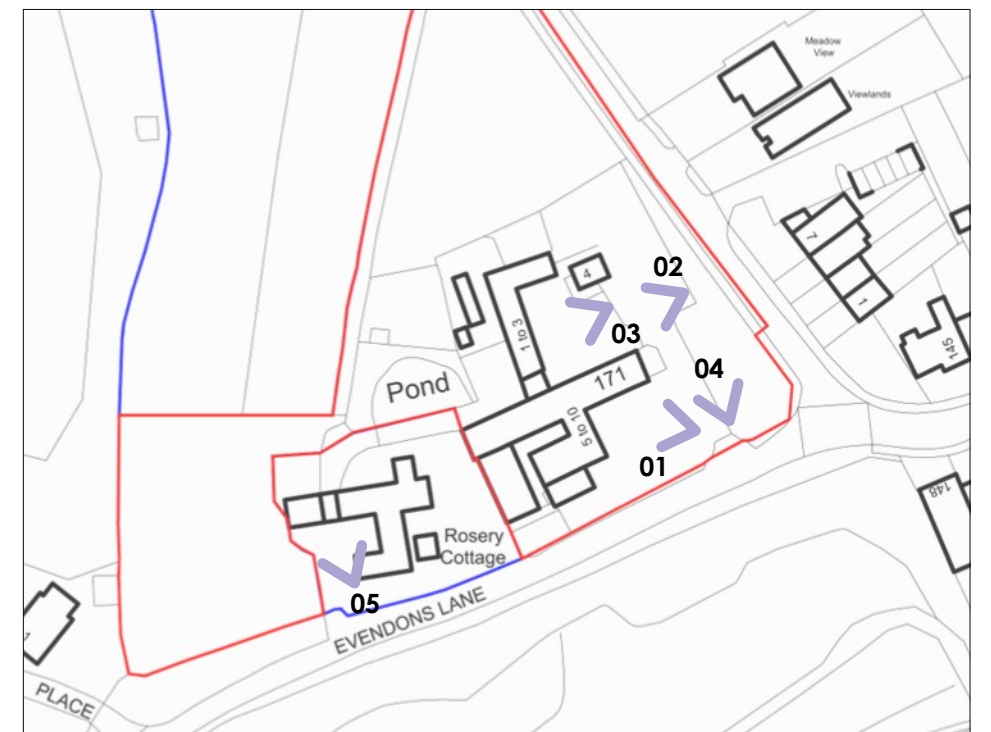 Meadow
View
Viewlands
7
1
145
02
4
03
1 to 3
04
171
Pond
5 to 10
01
148
Rosery
Cottage
05
EVENDONS LANE
1
PLACE